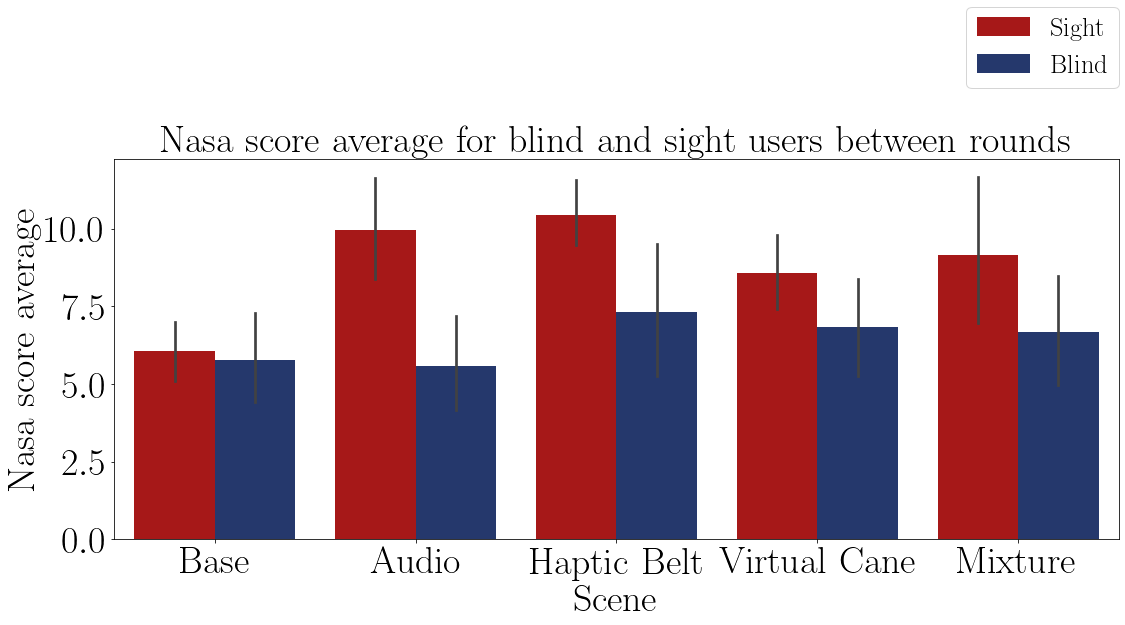 Sight
Blind
Nasa score average for blind and sight users between rounds
Nasa score average
10.0
7.5
5.0
2.5
0.0
Base Audio Haptic Belt Virtual Cane Mixture
Scene